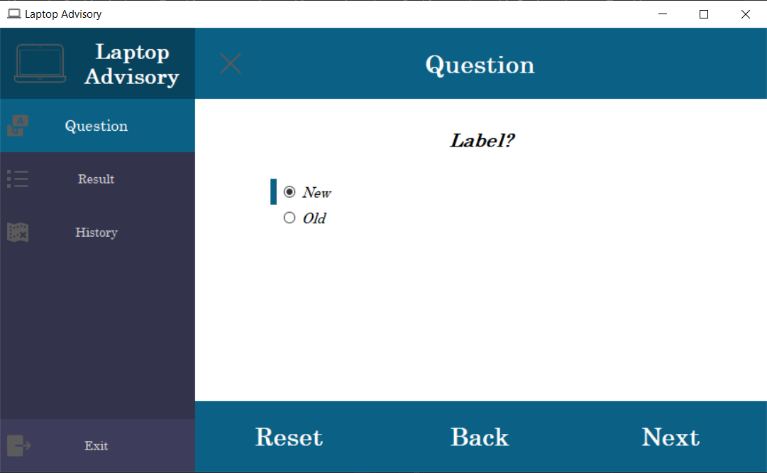 Laptop Advisory
Laptop
Advisory
Question
Question
Result
History
Exit
Label?
New
Old
Reset
Back
Next